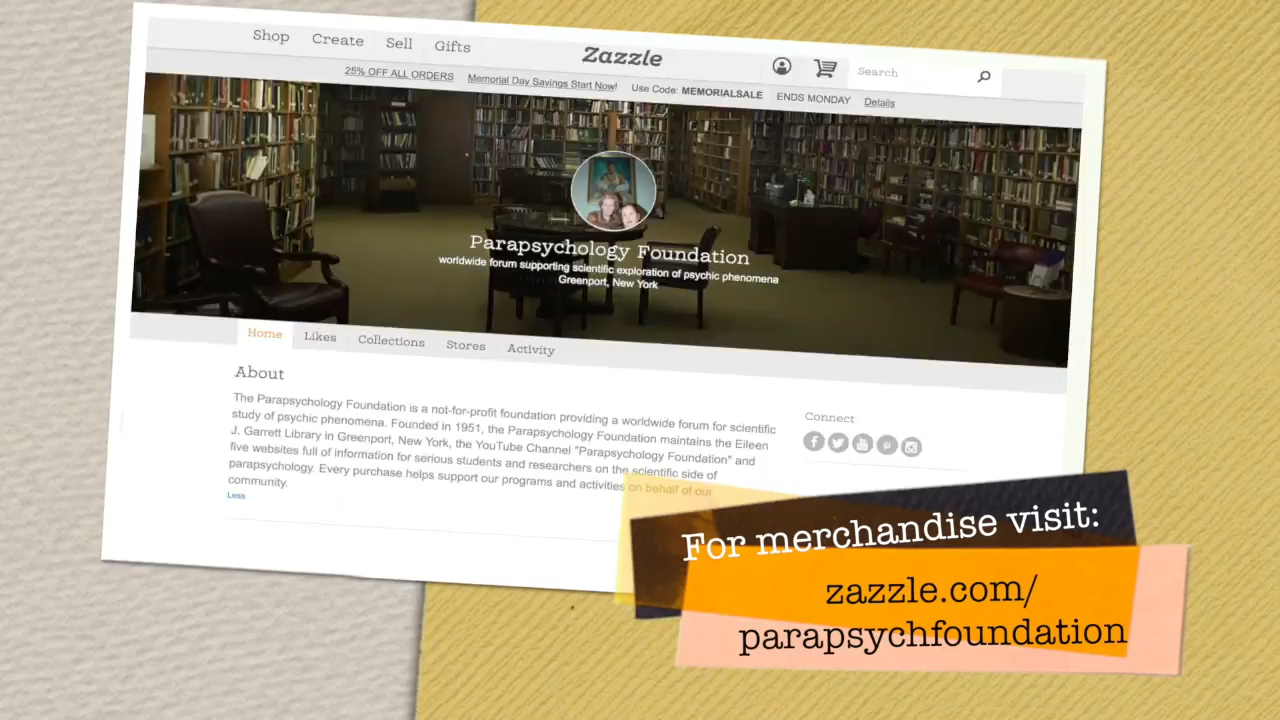 Shop Create Sell Gifts Zazzle Search
25% OFF ALL ORDERS Memorial Day Savings Start Now! Use Code: MEMORIALSALE ENDS MONDAY Details
Parapsychology Foundation
worldwide forum supporting scientific exploration of psychic phenomena
Greenport, New York
Home Likes Collections Stores Activity
About
The Parapsychology Foundation is a not-for-profit foundation providing a worldwide forum for scientific
study of psychic phenomena. Founded in 1951, the Parapsychology Foundation maintains the Eileen
J. Garrett Library in Greenport, New York, the YouTube Channel "Parapsychology Foundation" and
five websites full of information for serious students and researchers on the scientific side of
parapsychology. Every purchase helps support our programs and activities on behalf of our
community.
Less
Connect
For merchandise visit:
zazzle.com/
parapsychfoundation